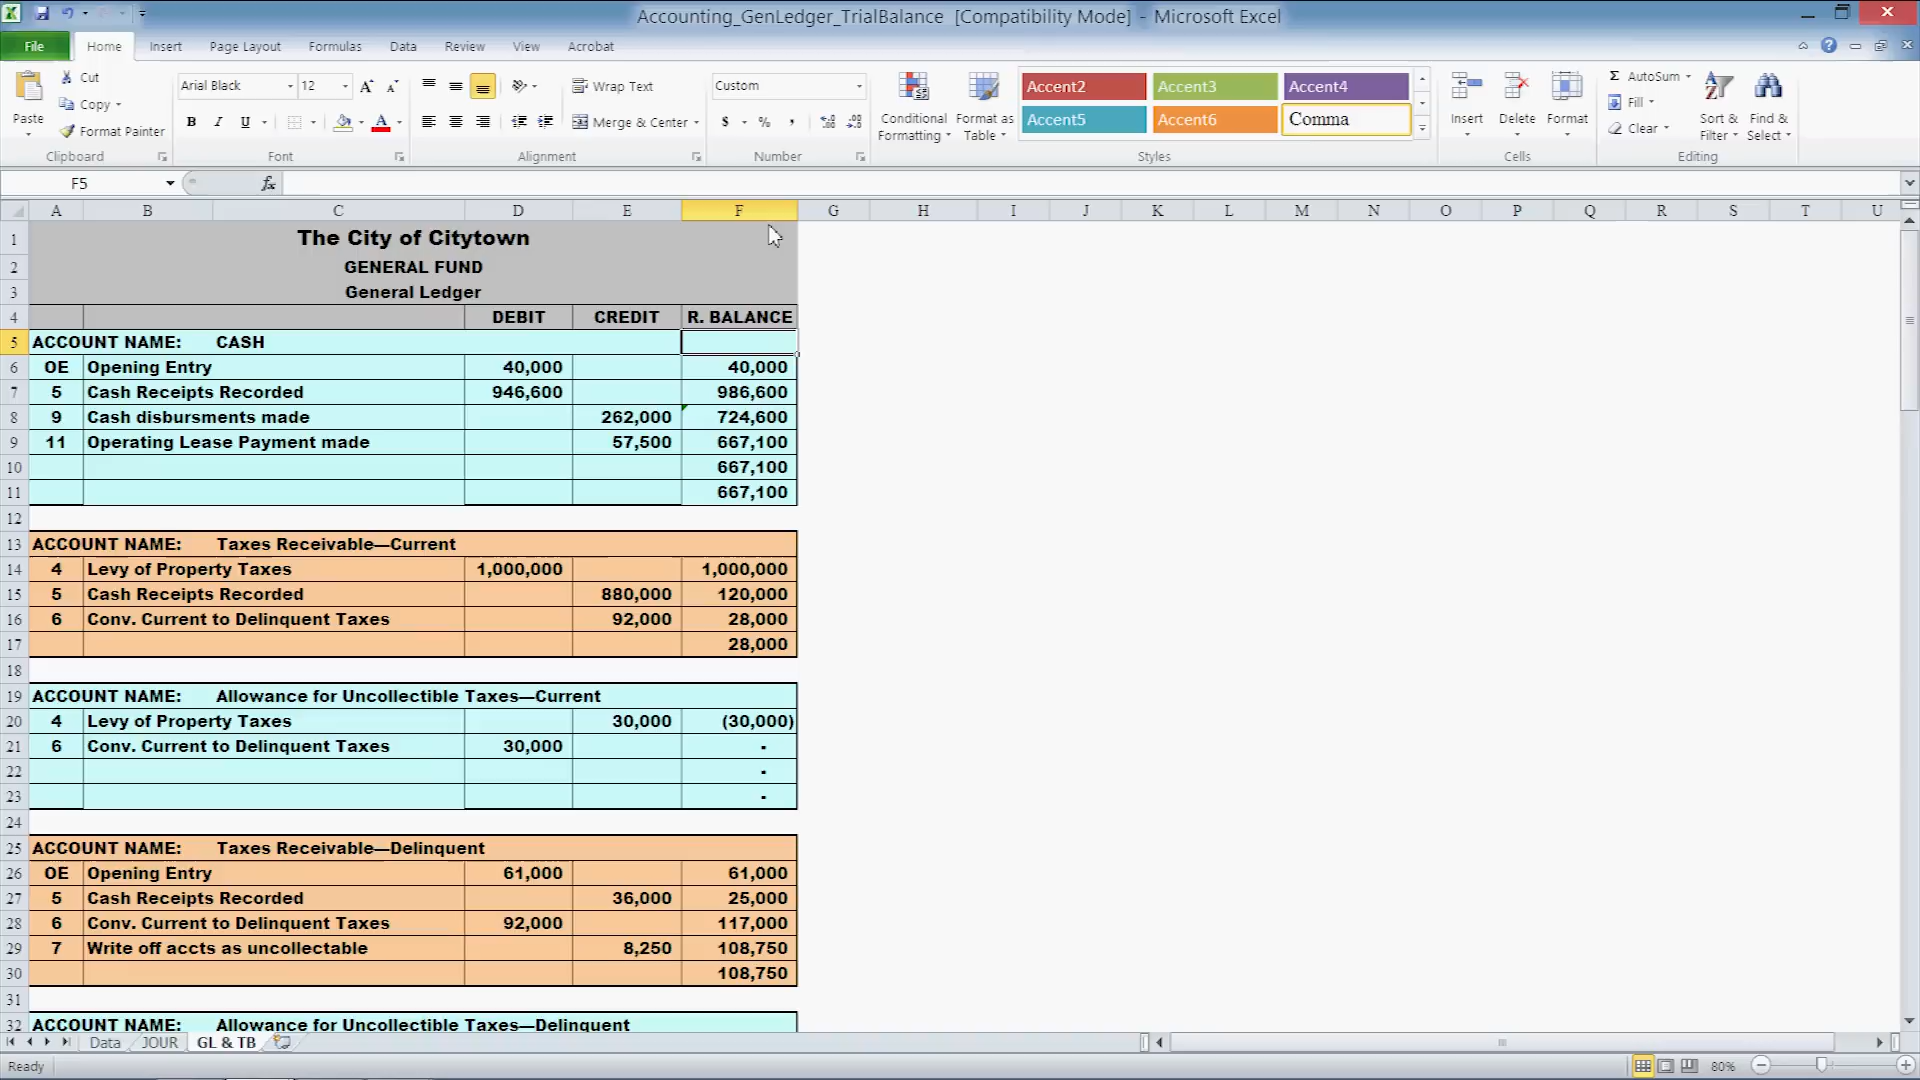 Accounting_GenLedger_TrialBalance [Compatibility Mode] - Microsoft Excel
File Home Insert Page Layout Formulas Data Review View Acrobat
Paste
Cut
Copy
Format Painter
Clipboard
Arial Black 12
B I U A
Font
Wrap Text
Merge & Center
Alignment
Custom
$ % ,
Number
Conditional Formatting
Format as Table
Accent2 Accent3 Accent4
Accent5 Accent6 Comma
Styles
Insert Delete Format
Cells
Σ AutoSum
Fill
Clear
Sort & Filter
Find & Select
Editing
F5 fx
A B C D E F G H I J K L M N O P Q R S T U
1 The City of Citytown
2 GENERAL FUND
3 General Ledger
4 DEBIT CREDIT R. BALANCE
5 ACCOUNT NAME: CASH
6 OE Opening Entry 40,000 40,000
7 5 Cash Receipts Recorded 946,600 986,600
8 9 Cash disbursments made 262,000 724,600
9 11 Operating Lease Payment made 57,500 667,100
10 667,100
11 667,100
12
13 ACCOUNT NAME: Taxes Receivable—Current
14 4 Levy of Property Taxes 1,000,000 1,000,000
15 5 Cash Receipts Recorded 880,000 120,000
16 6 Conv. Current to Delinquent Taxes 92,000 28,000
17 28,000
18
19 ACCOUNT NAME: Allowance for Uncollectible Taxes—Current
20 4 Levy of Property Taxes 30,000 (30,000)
21 6 Conv. Current to Delinquent Taxes 30,000 -
22 -
23 -
24
25 ACCOUNT NAME: Taxes Receivable—Delinquent
26 OE Opening Entry 61,000 61,000
27 5 Cash Receipts Recorded 36,000 25,000
28 6 Conv. Current to Delinquent Taxes 92,000 117,000
29 7 Write off accts as uncollectable 8,250 108,750
30 108,750
31
32 ACCOUNT NAME: Allowance for Uncollectible Taxes—Delinquent
Data JOUR GL & TB
Ready 80%